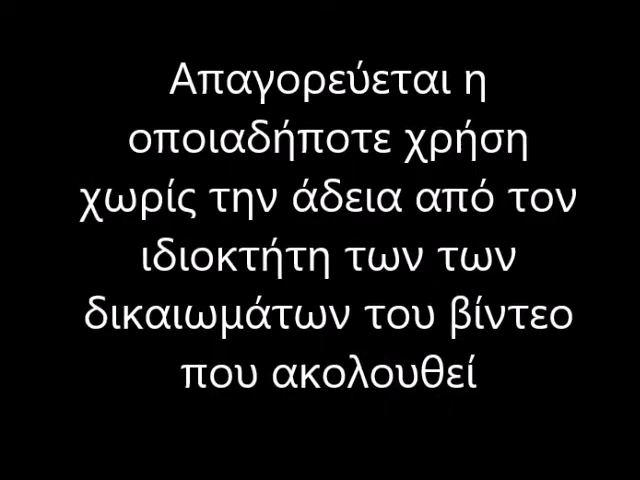 Απαγορεύεται η
οποιαδήποτε χρήση
χωρίς την άδεια από τον
ιδιοκτήτη των των
δικαιωμάτων του βίντεο
που ακολουθεί